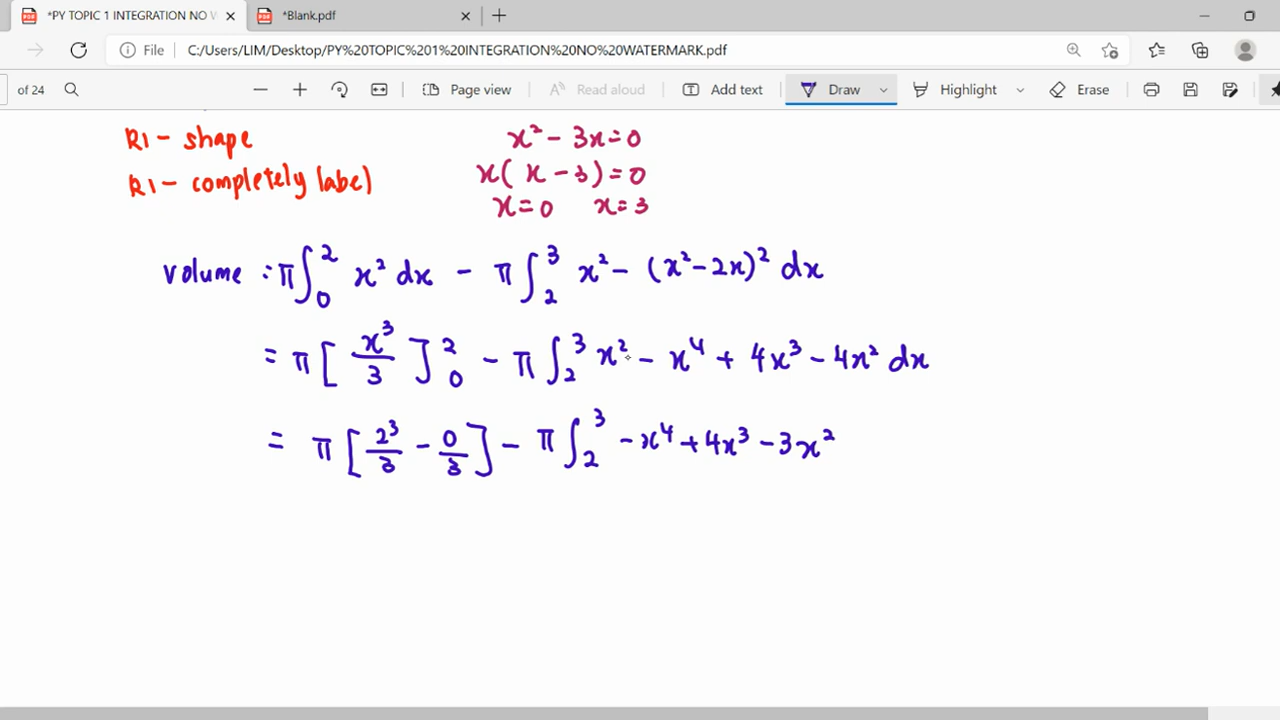 *PY TOPIC 1 INTEGRATION NO W
*Blank.pdf
File C:/Users/LIM/Desktop/PY%20TOPIC%201%20INTEGRATION%20NO%20WATERMARK.pdf
of 24 Page view Read aloud Add text Draw Highlight Erase
R1 - shape
R1 - completely label
x² - 3x = 0
x( x - 3 ) = 0
x = 0 x = 3
Volume : π∫₀² x² dx - π∫₂³ x² - (x² - 2x)² dx
= π[x³/3]₀² - π∫₂³ x² - x⁴ + 4x³ - 4x² dx
= π[2³/3 - 0/3] - π∫₂³ - x⁴ + 4x³ - 3x²